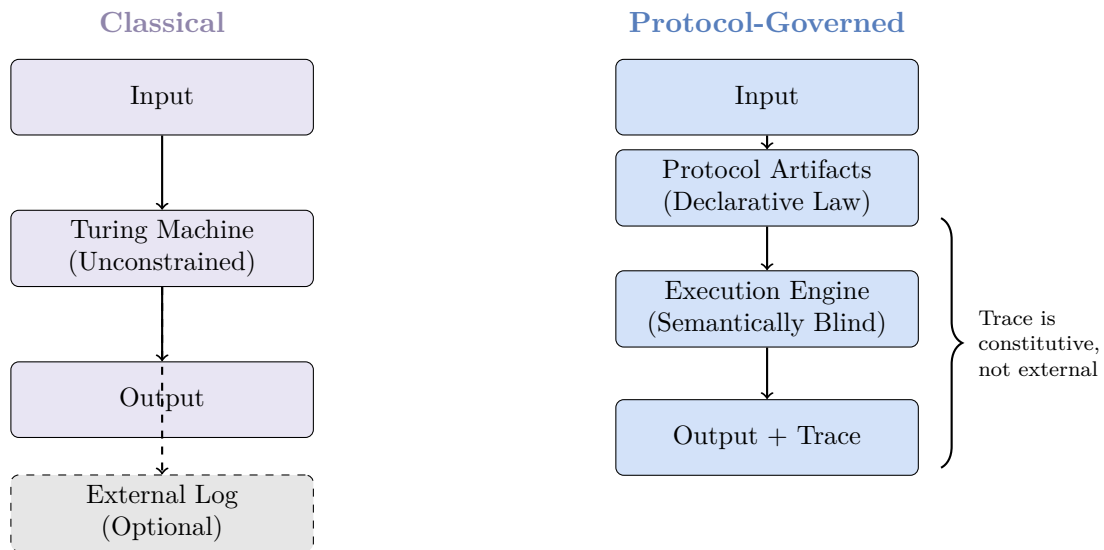 Classical
Input
Turing Machine
(Unconstrained)
Output
External Log
(Optional)
Protocol-Governed
Input
Protocol Artifacts
(Declarative Law)
Execution Engine
(Semantically Blind)
Output + Trace
Trace is
constitutive,
not external